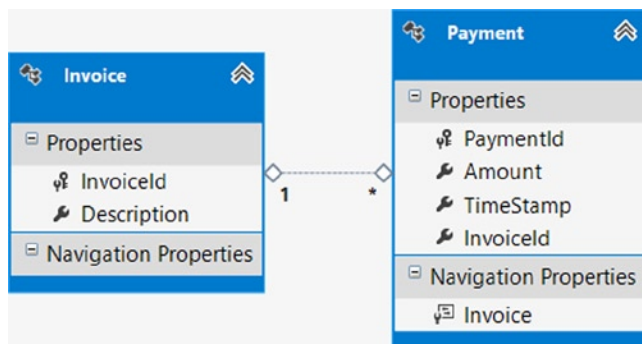 Invoice
Properties
InvoiceId
Description
Navigation Properties
1
*
Payment
Properties
PaymentId
Amount
TimeStamp
InvoiceId
Navigation Properties
Invoice